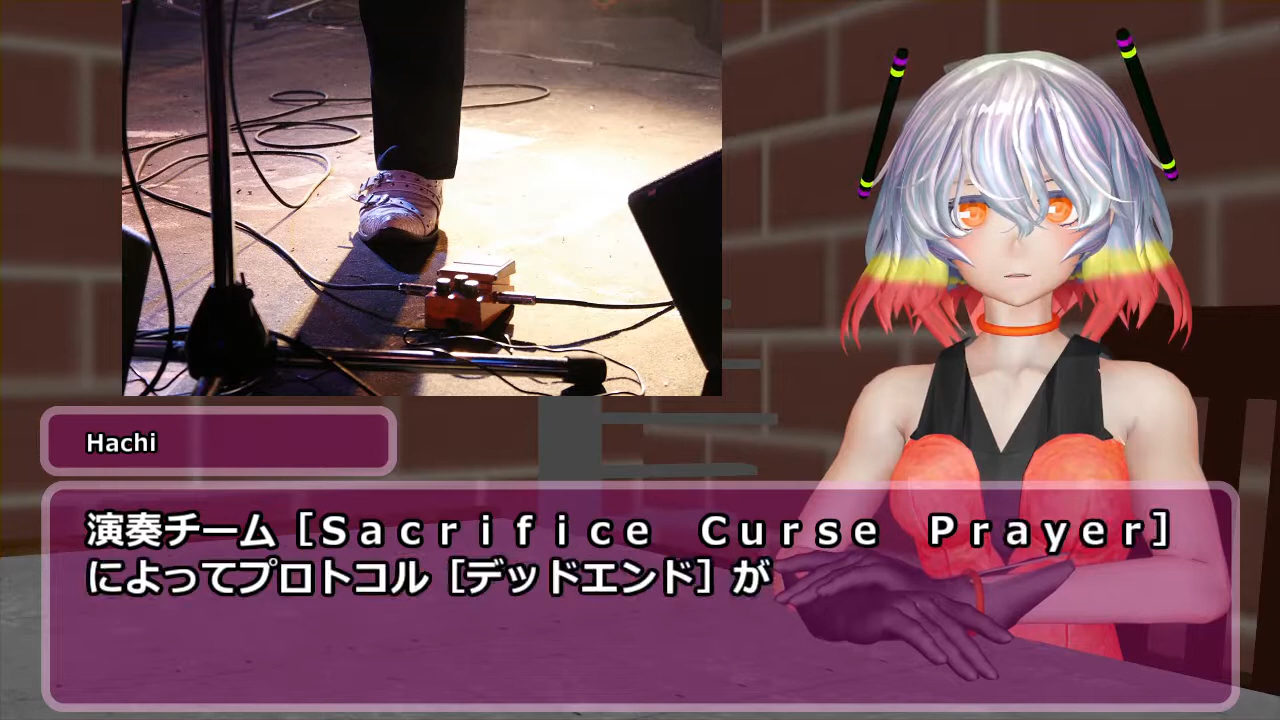 Hachi
演奏チーム［Ｓａｃｒｉｆｉｃｅ　Ｃｕｒｓｅ　Ｐｒａｙｅｒ］
によってプロトコル［デッドエンド］が